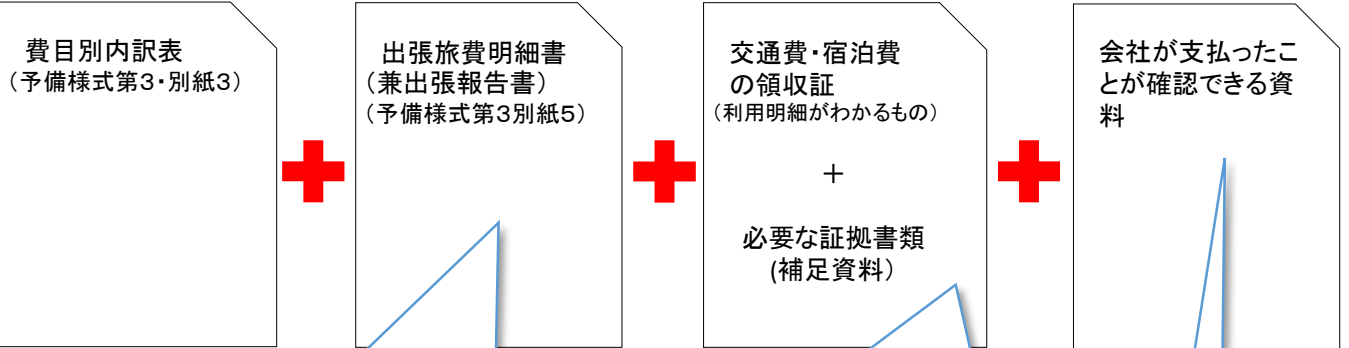 費目別内訳表
（予備様式第3・別紙3）
出張旅費明細書
（兼出張報告書）
（予備様式第3別紙5）
交通費・宿泊費
の領収証
（利用明細がわかるもの）
＋
必要な証拠書類
(補足資料）
会社が支払ったこ
とが確認できる資
料